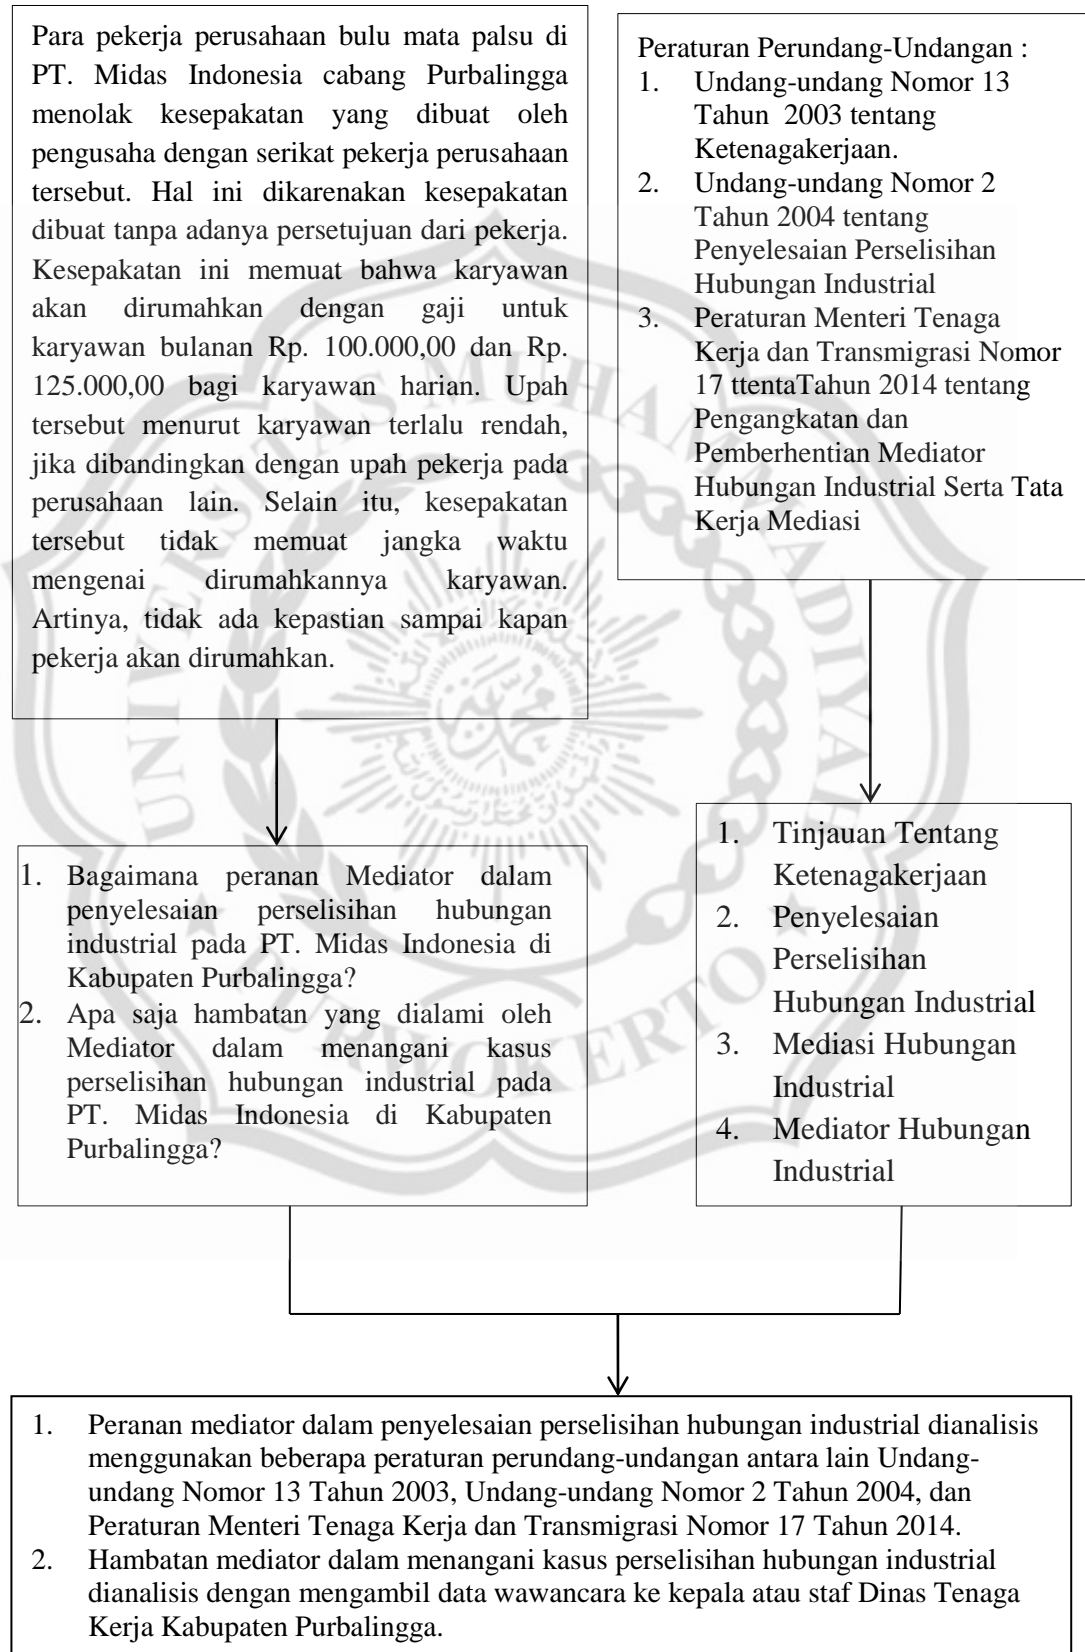 Para pekerja perusahaan bulu mata palsu di
PT. Midas Indonesia cabang Purbalingga
menolak kesepakatan yang dibuat oleh
pengusaha dengan serikat pekerja perusahaan
tersebut. Hal ini dikarenakan kesepakatan
dibuat tanpa adanya persetujuan dari pekerja.
Kesepakatan ini memuat bahwa karyawan
akan dirumahkan dengan gaji untuk
karyawan bulanan Rp. 100.000,00 dan Rp.
125.000,00 bagi karyawan harian. Upah
tersebut menurut karyawan terlalu rendah,
jika dibandingkan dengan upah pekerja pada
perusahaan lain. Selain itu, kesepakatan
tersebut tidak memuat jangka waktu
mengenai dirumahkannya karyawan.
Artinya, tidak ada kepastian sampai kapan
pekerja akan dirumahkan.
Peraturan Perundang-Undangan :
1. Undang-undang Nomor 13
Tahun 2003 tentang
Ketenagakerjaan.
2. Undang-undang Nomor 2
Tahun 2004 tentang
Penyelesaian Perselisihan
Hubungan Industrial
3. Peraturan Menteri Tenaga
Kerja dan Transmigrasi Nomor
17 ttentaTahun 2014 tentang
Pengangkatan dan
Pemberhentian Mediator
Hubungan Industrial Serta Tata
Kerja Mediasi
1. Bagaimana peranan Mediator dalam
penyelesaian perselisihan hubungan
industrial pada PT. Midas Indonesia di
Kabupaten Purbalingga?
2. Apa saja hambatan yang dialami oleh
Mediator dalam menangani kasus
perselisihan hubungan industrial pada
PT. Midas Indonesia di Kabupaten
Purbalingga?
1. Tinjauan Tentang
Ketenagakerjaan
2. Penyelesaian
Perselisihan
Hubungan Industrial
3. Mediasi Hubungan
Industrial
4. Mediator Hubungan
Industrial
1. Peranan mediator dalam penyelesaian perselisihan hubungan industrial dianalisis
menggunakan beberapa peraturan perundang-undangan antara lain Undang-
undang Nomor 13 Tahun 2003, Undang-undang Nomor 2 Tahun 2004, dan
Peraturan Menteri Tenaga Kerja dan Transmigrasi Nomor 17 Tahun 2014.
2. Hambatan mediator dalam menangani kasus perselisihan hubungan industrial
dianalisis dengan mengambil data wawancara ke kepala atau staf Dinas Tenaga
Kerja Kabupaten Purbalingga.
UNIVERSITAS MUHAMMADIYAH
PURWOKERTO